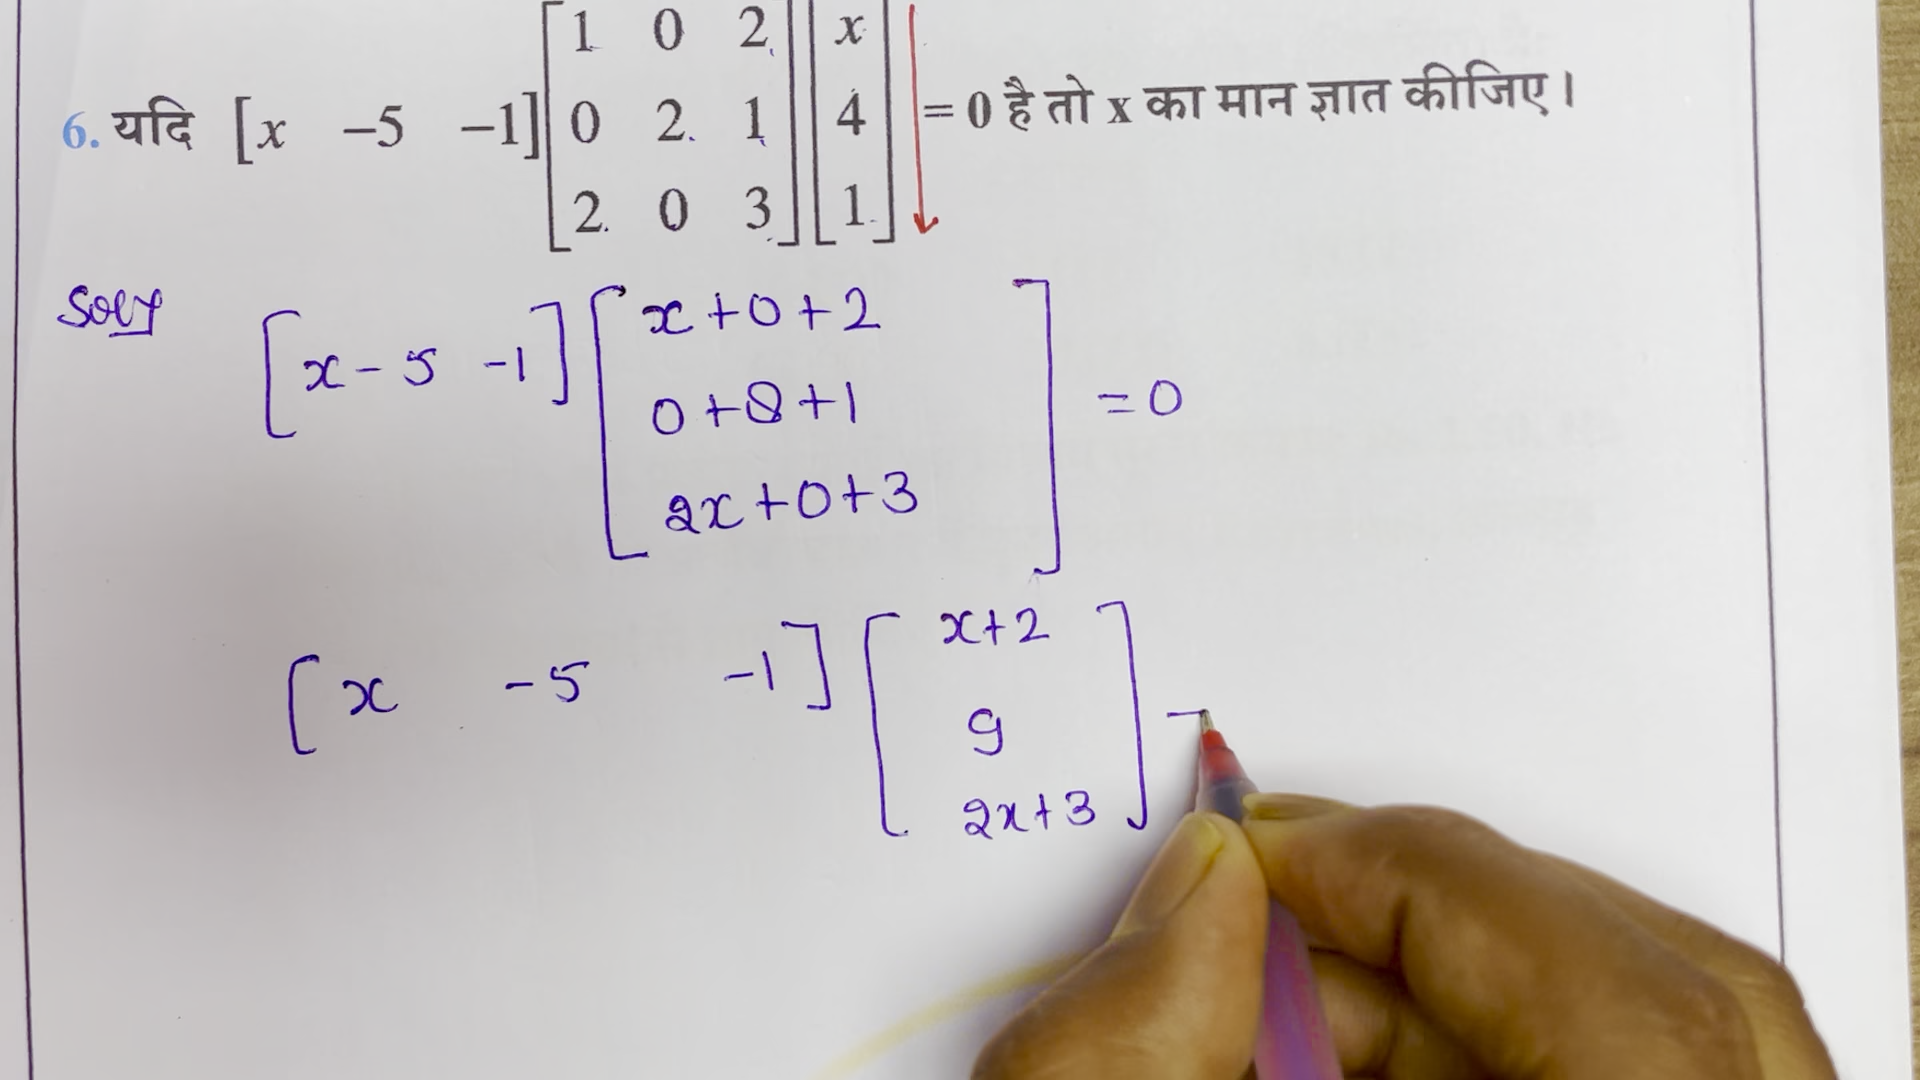 1 0 2 x
6. यदि [x -5 -1] 0 2 1 4 = 0 है तो x का मान ज्ञात कीजिए।
2 0 3 1
Soly
x+0+2
[x-5 -1] 0+8+1 =0
2x+0+3
x+2
[x -5 -1] 9
2x+3